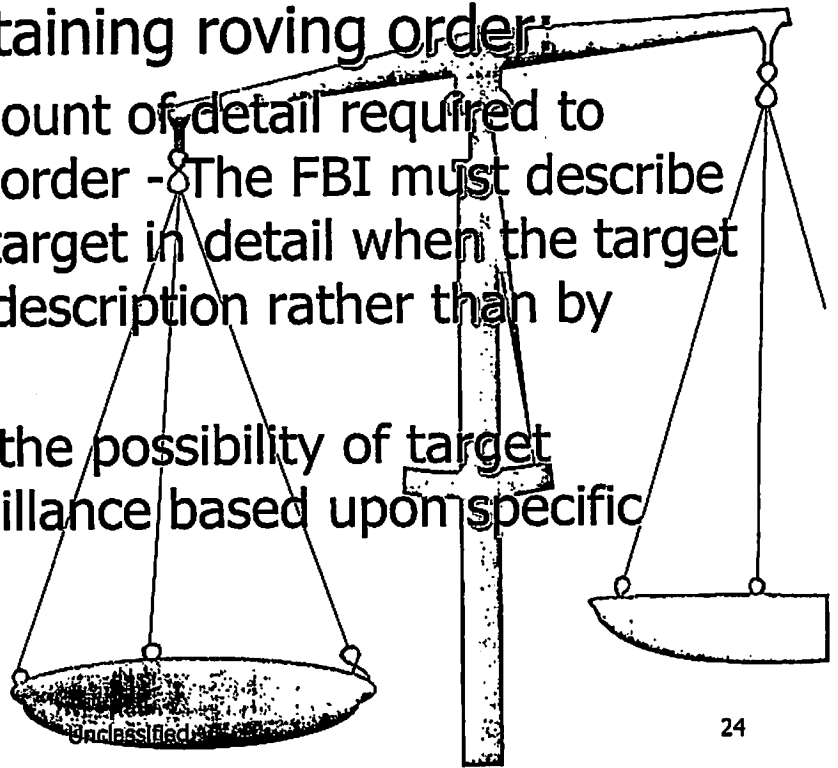 taining roving order:
ount of detail required to
order - The FBI must describe
target in detail when the target
description rather than by
the possibility of target
illance based upon specific
Unclassified
24